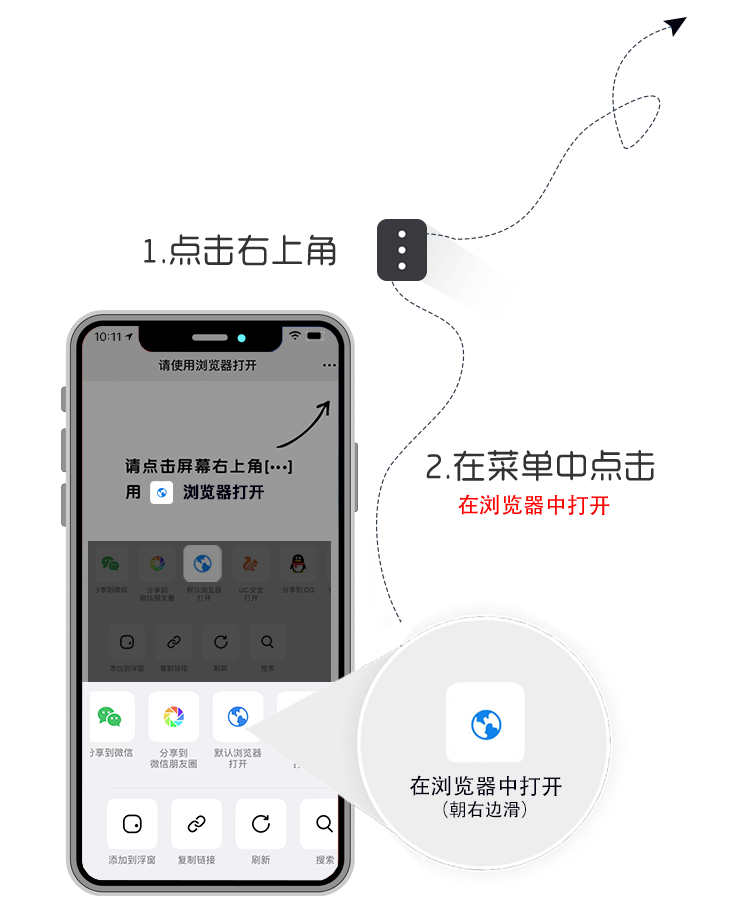 1.点击右上角
10:11
请使用浏览器打开
请点击屏幕右上角[···]
用 浏览器打开
2.在菜单中点击
在浏览器中打开
分享到微信
分享到
微信朋友圈
默认浏览器
打开
UC安全
打开
分享到QQ
添加到浮窗
复制链接
刷新
搜索
分享到微信
分享到
微信朋友圈
默认浏览器
打开
在浏览器中打开
(朝右边滑)
添加到浮窗
复制链接
刷新
搜索